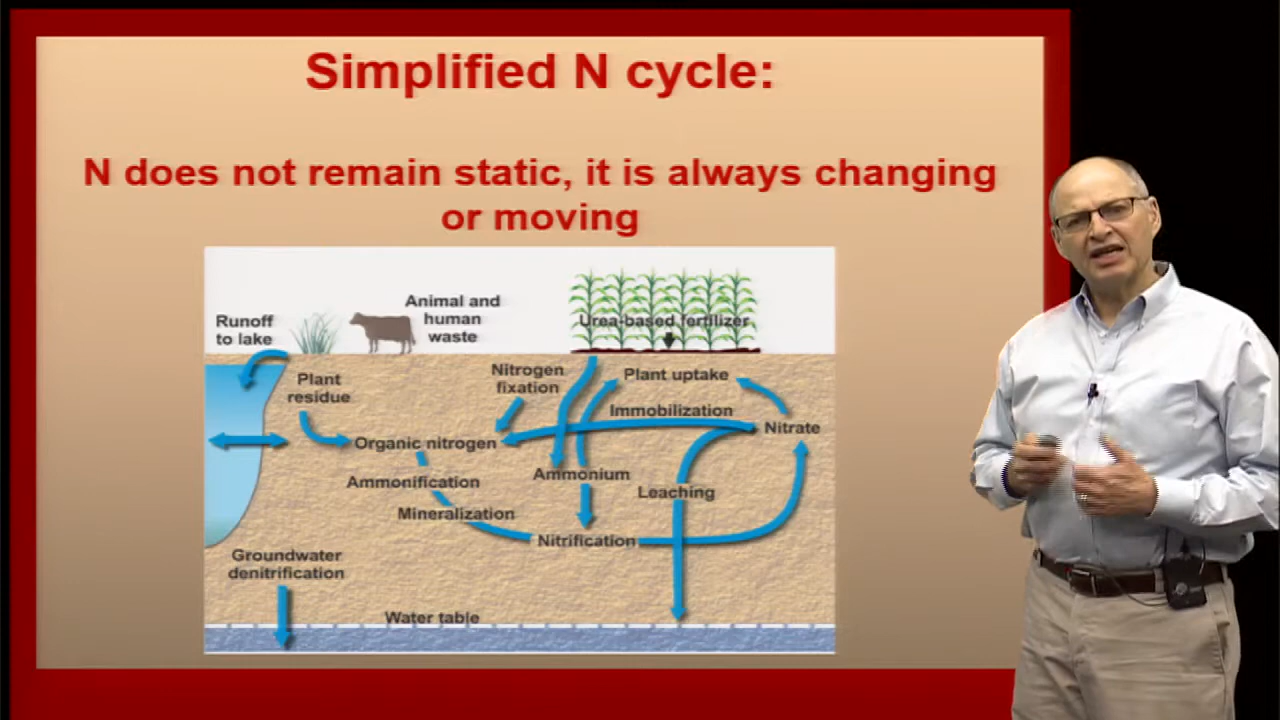 Simplified N cycle:
N does not remain static, it is always changing
or moving
Runoff
to lake
Animal and
human
waste
Urea-based fertilizer
Plant
residue
Nitrogen
fixation
Plant uptake
Immobilization
Nitrate
Organic nitrogen
Ammonification
Ammonium
Leaching
Mineralization
Nitrification
Groundwater
denitrification
Water table